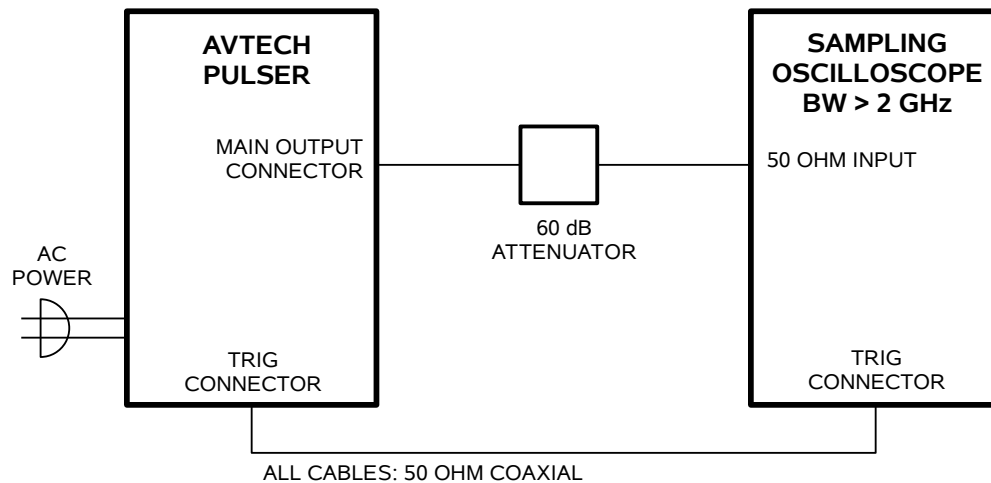 AVTECH
PULSER
MAIN OUTPUT
CONNECTOR
AC
POWER
TRIG
CONNECTOR
60 dB
ATTENUATOR
SAMPLING
OSCILLOSCOPE
BW > 2 GHz
50 OHM INPUT
TRIG
CONNECTOR
ALL CABLES: 50 OHM COAXIAL